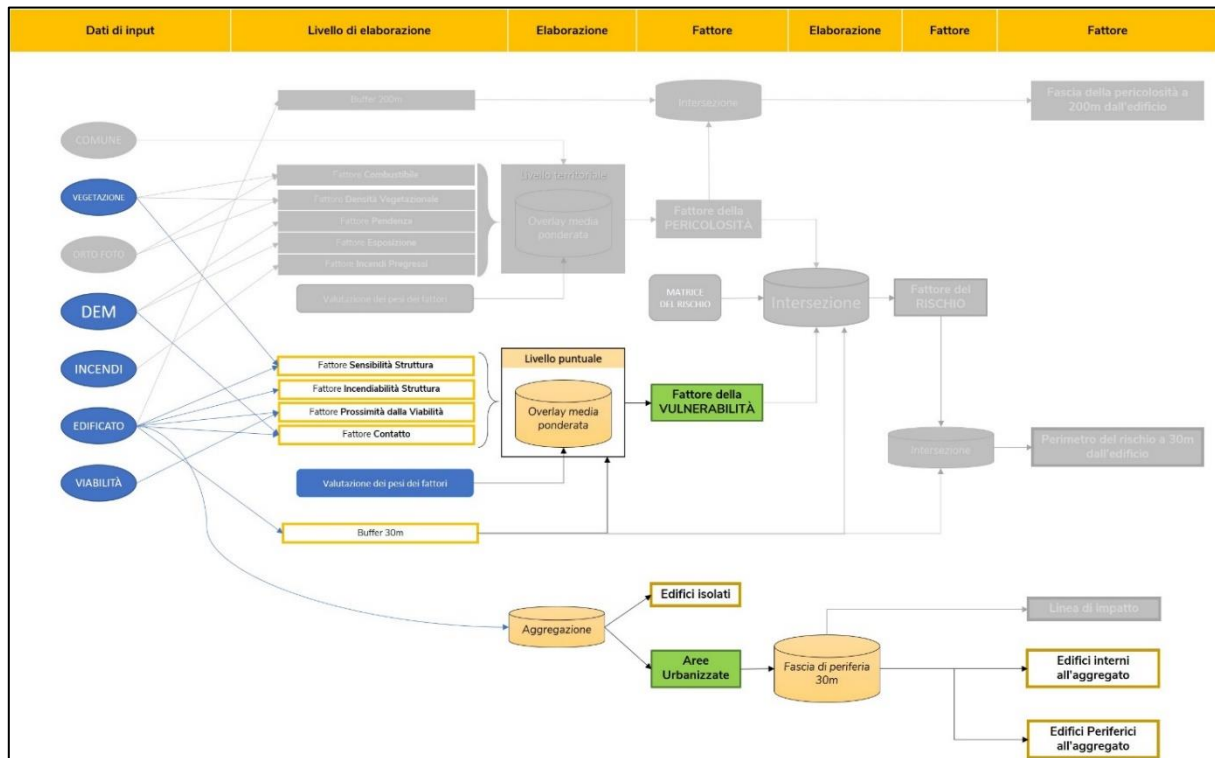 Dati di input
Livello di elaborazione
Elaborazione
Fattore
Elaborazione
Fattore
Fattore
Buffer 200m
Intersezione
Fascia della pericolosità a
200m dall'edificio
COMUNE
VEGETAZIONE
ORTO FOTO
DEM
INCENDI
EDIFICATO
VIABILITÀ
Fattore Combustibile
Fattore Densità Vegetazionale
Fattore Pendenza
Fattore Esposizione
Fattore Incendi Pregressi
Valutazione dei pesi dei fattori
Livello territoriale
Overlay media
ponderata
Fattore della
PERICOLOSITÀ
MATRICE
DEL RISCHIO
Intersezione
Fattore del
RISCHIO
Fattore Sensibilità Struttura
Fattore Incendiabilità Struttura
Fattore Prossimità dalla Viabilità
Fattore Contatto
Livello puntuale
Overlay media
ponderata
Fattore della
VULNERABILITÀ
Intersezione
Perimetro del rischio a 30m
dall'edificio
Valutazione dei pesi dei fattori
Buffer 30m
Aggregazione
Edifici isolati
Aree
Urbanizzate
Fascia di periferia
30m
Linea di impatto
Edifici interni
all'aggregato
Edifici Periferici
all'aggregato